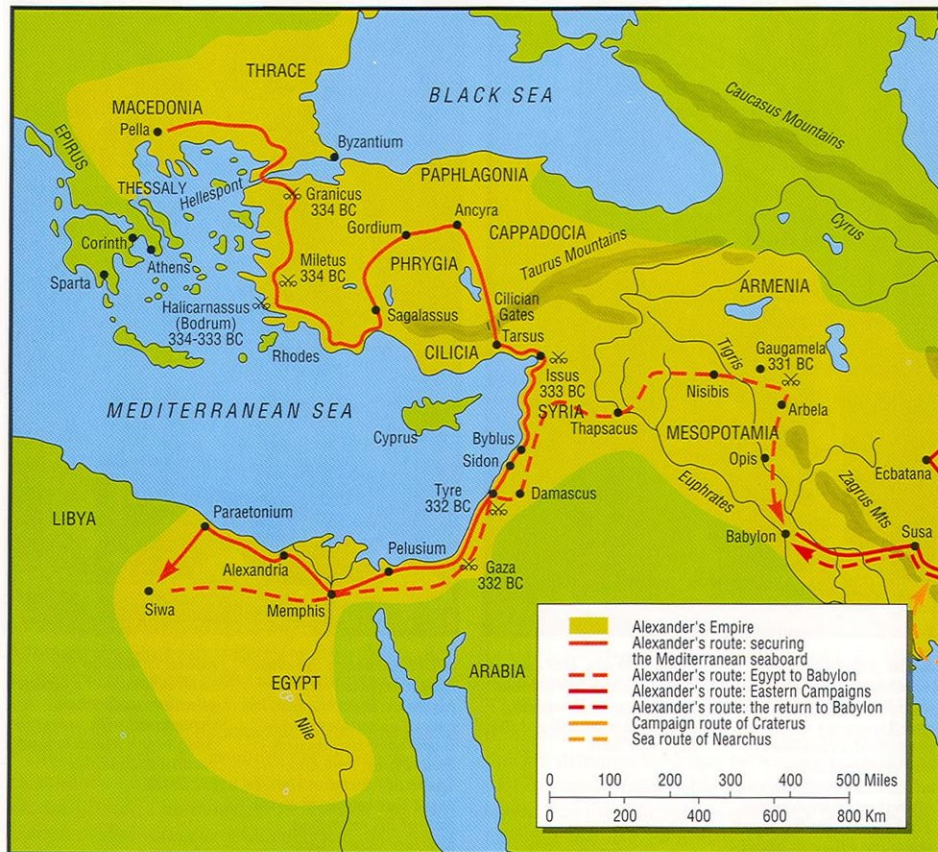 THRACE
BLACK SEA
Caucasus Mountains
MACEDONIA
Pella
Byzantium
EPIRUS
THESSALY
Hellespont
Granicus
334 BC
PAPHLAGONIA
Ancyra
Gordium
CAPPADOCIA
Cyrus
Corinth
Athens
Sparta
Miletus
334 BC
PHRYGIA
Taurus Mountains
ARMENIA
Halicarnassus
(Bodrum)
334-333 BC
Sagalassus
Cilician
Gates
Tarsus
Rhodes
CILICIA
Issus
333 BC
Tigris
Gaugamela
331 BC
Nisibis
Arbela
MEDITERRANEAN SEA
Cyprus
SYRIA
Thapsacus
MESOPOTAMIA
Opis
Byblus
Sidon
Tyre
332 BC
Damascus
Euphrates
Zagrus Mts
Ecbatana
LIBYA
Paraetonium
Alexandria
Pelusium
Gaza
332 BC
Babylon
Susa
Siwa
Memphis
EGYPT
Nile
ARABIA
Alexander's Empire
Alexander's route: securing
the Mediterranean seaboard
Alexander's route: Egypt to Babylon
Alexander's route: Eastern Campaigns
Alexander's route: the return to Babylon
Campaign route of Craterus
Sea route of Nearchus
0 100 200 300 400 500 Miles
0 200 400 600 800 Km